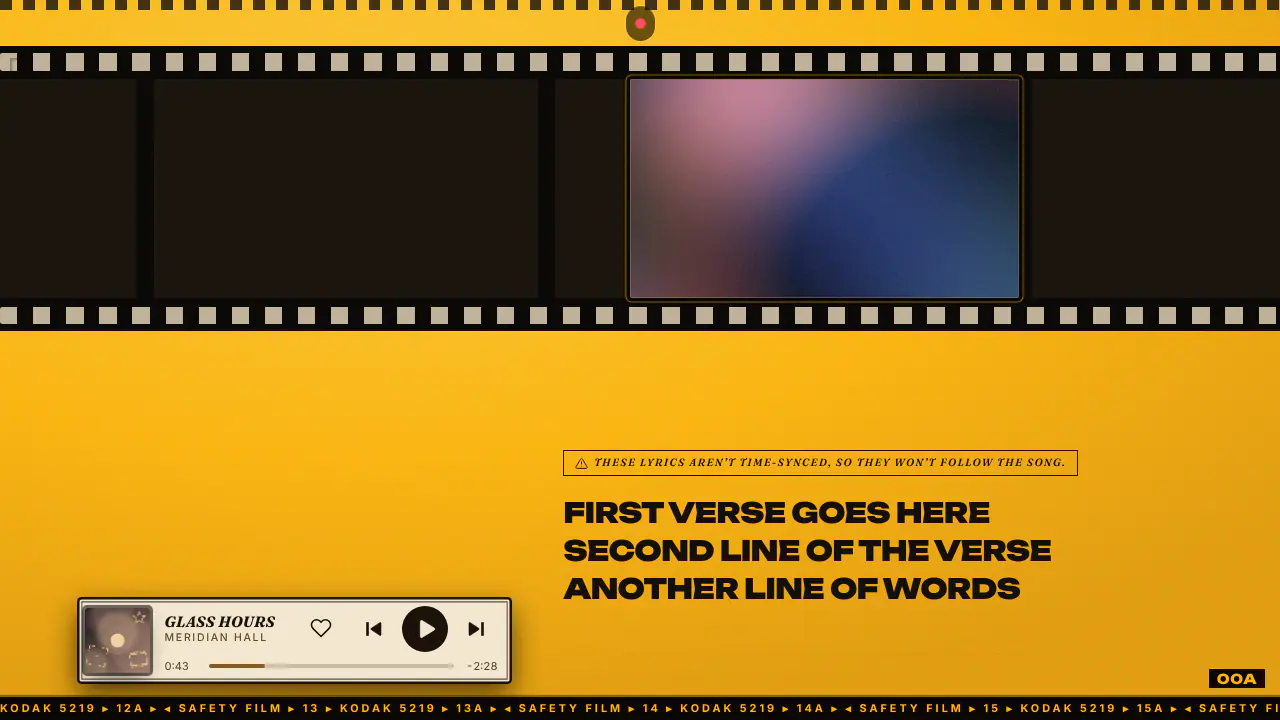 THESE LYRICS AREN'T TIME-SYNCED, SO THEY WON'T FOLLOW THE SONG.
FIRST VERSE GOES HERE
SECOND LINE OF THE VERSE
ANOTHER LINE OF WORDS
GLASS HOURS
MERIDIAN HALL
0:43
-2:28
OOA
KODAK 5219 ▸ 12A ▸ ◂ SAFETY FILM ▸ 13 ▸ KODAK 5219 ▸ 13A ▸ ◂ SAFETY FILM ▸ 14 ▸ KODAK 5219 ▸ 14A ▸ ◂ SAFETY FILM ▸ 15 ▸ KODAK 5219 ▸ 15A ▸ ◂ SAFETY FI